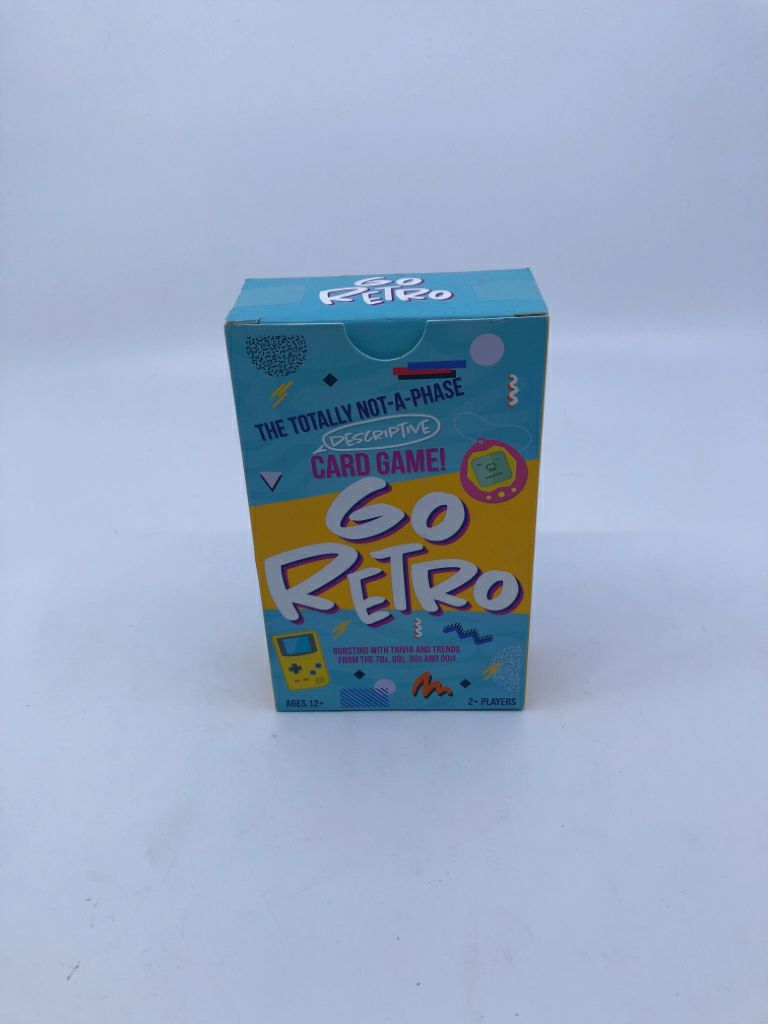 GO
RETRO
THE TOTALLY NOT-A-PHASE
DESCRIPTIVE
CARD GAME!
GO
RETRO
BURSTING WITH TRIVIA AND TRENDS
FROM THE 70s, 80s, 90s AND 00s!
AGES 12+
2+ PLAYERS